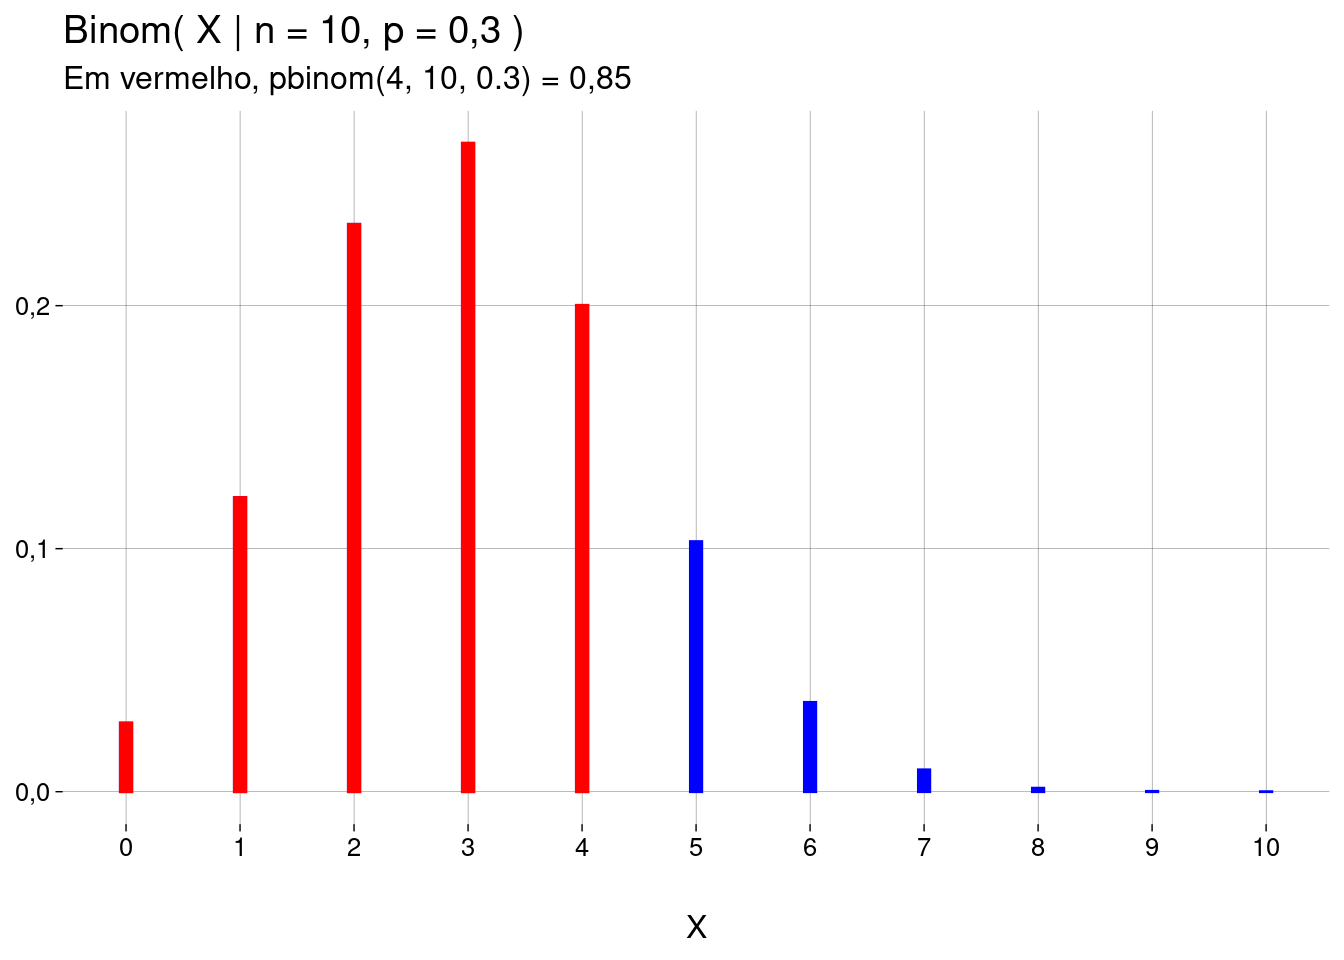 Binom( X | n = 10, p = 0,3 )
Em vermelho, pbinom(4, 10, 0.3) = 0,85
0,2
0,1
0,0
0 1 2 3 4 5 6 7 8 9 10
X